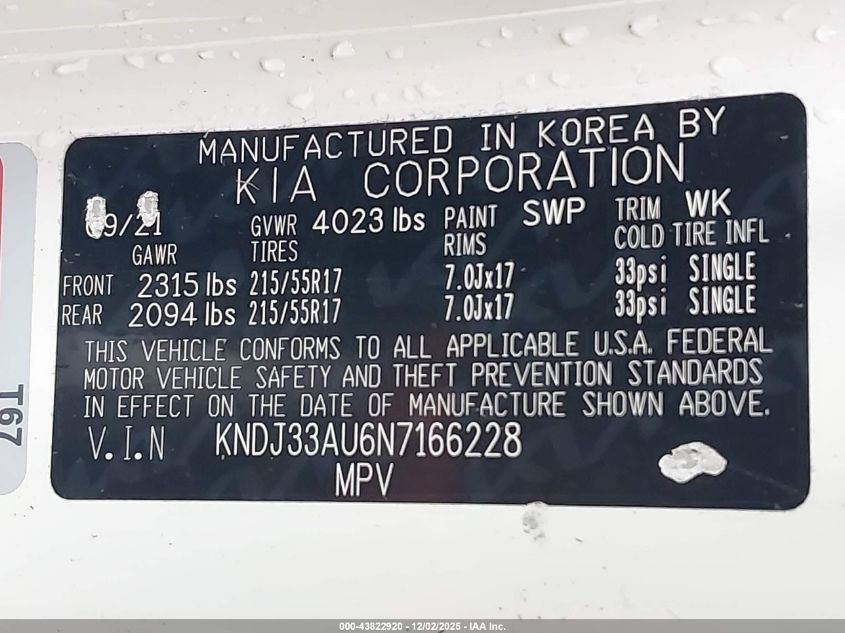 MANUFACTURED IN KOREA BY
KIA CORPORATION
09/21 GVWR 4023 lbs PAINT SWP TRIM WK
GAWR TIRES RIMS COLD TIRE INFL
FRONT 2315 lbs 215/55R17 7.0Jx17 33psi SINGLE
REAR 2094 lbs 215/55R17 7.0Jx17 33psi SINGLE
THIS VEHICLE CONFORMS TO ALL APPLICABLE U.S.A. FEDERAL
MOTOR VEHICLE SAFETY AND THEFT PREVENTION STANDARDS
IN EFFECT ON THE DATE OF MANUFACTURE SHOWN ABOVE.
V.I.N KNDJ33AU6N7166228
MPV
T67
000-43822920 - 12/02/2025 - IAA Inc.